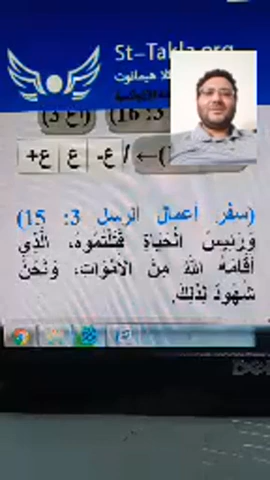 St-Takla.org
(سفر أعمال الرسل 3: 15)
وَرَئِيسُ الْحَيَاةِ قَتَلْتُمُوهُ، الَّذِي
أَقَامَهُ اللهُ مِنَ الأَمْوَاتِ، وَنَحْنُ
شُهُودٌ لِذلِكَ.